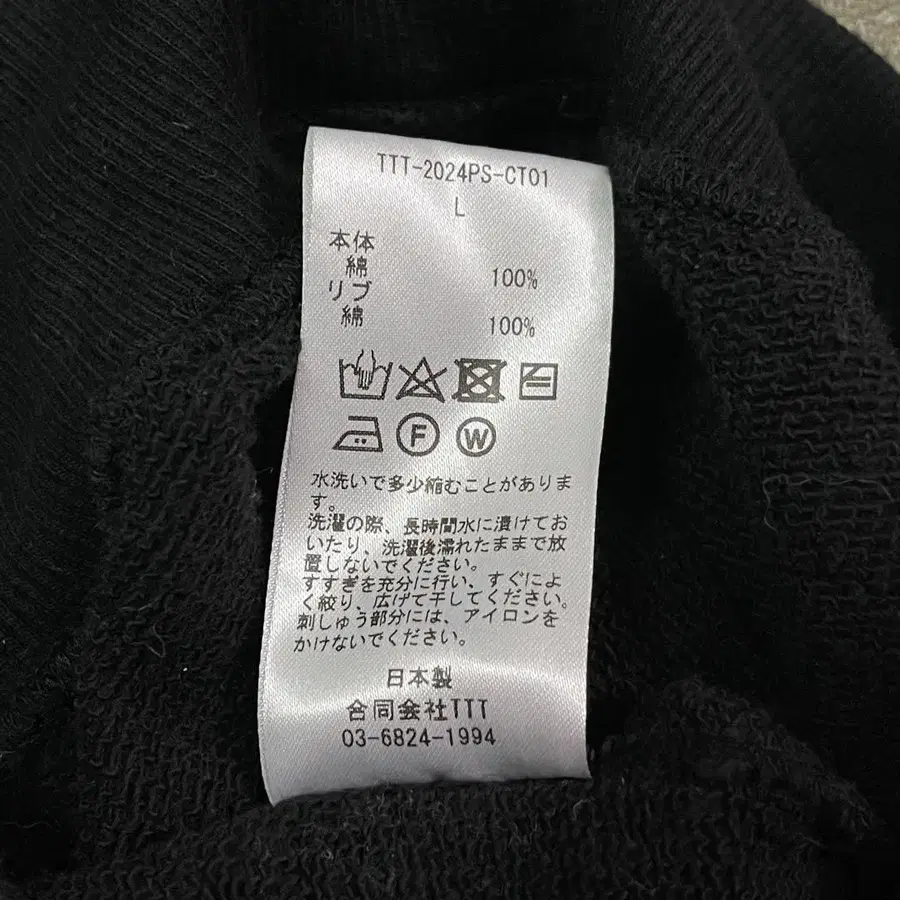 TTT-2024PS-CT01
L
本体
綿 100%
リブ
綿 100%
F W
水洗いで多少縮むことがありま
す。
洗濯の際、長時間水に漬けてお
いたり、洗濯後濡れたままで放
置しないでください。
すすぎを充分に行い、すぐによ
く絞り、広げて干してください。
刺しゅう部分には、アイロンを
かけないでください。
日本製
合同会社TTT
03-6824-1994